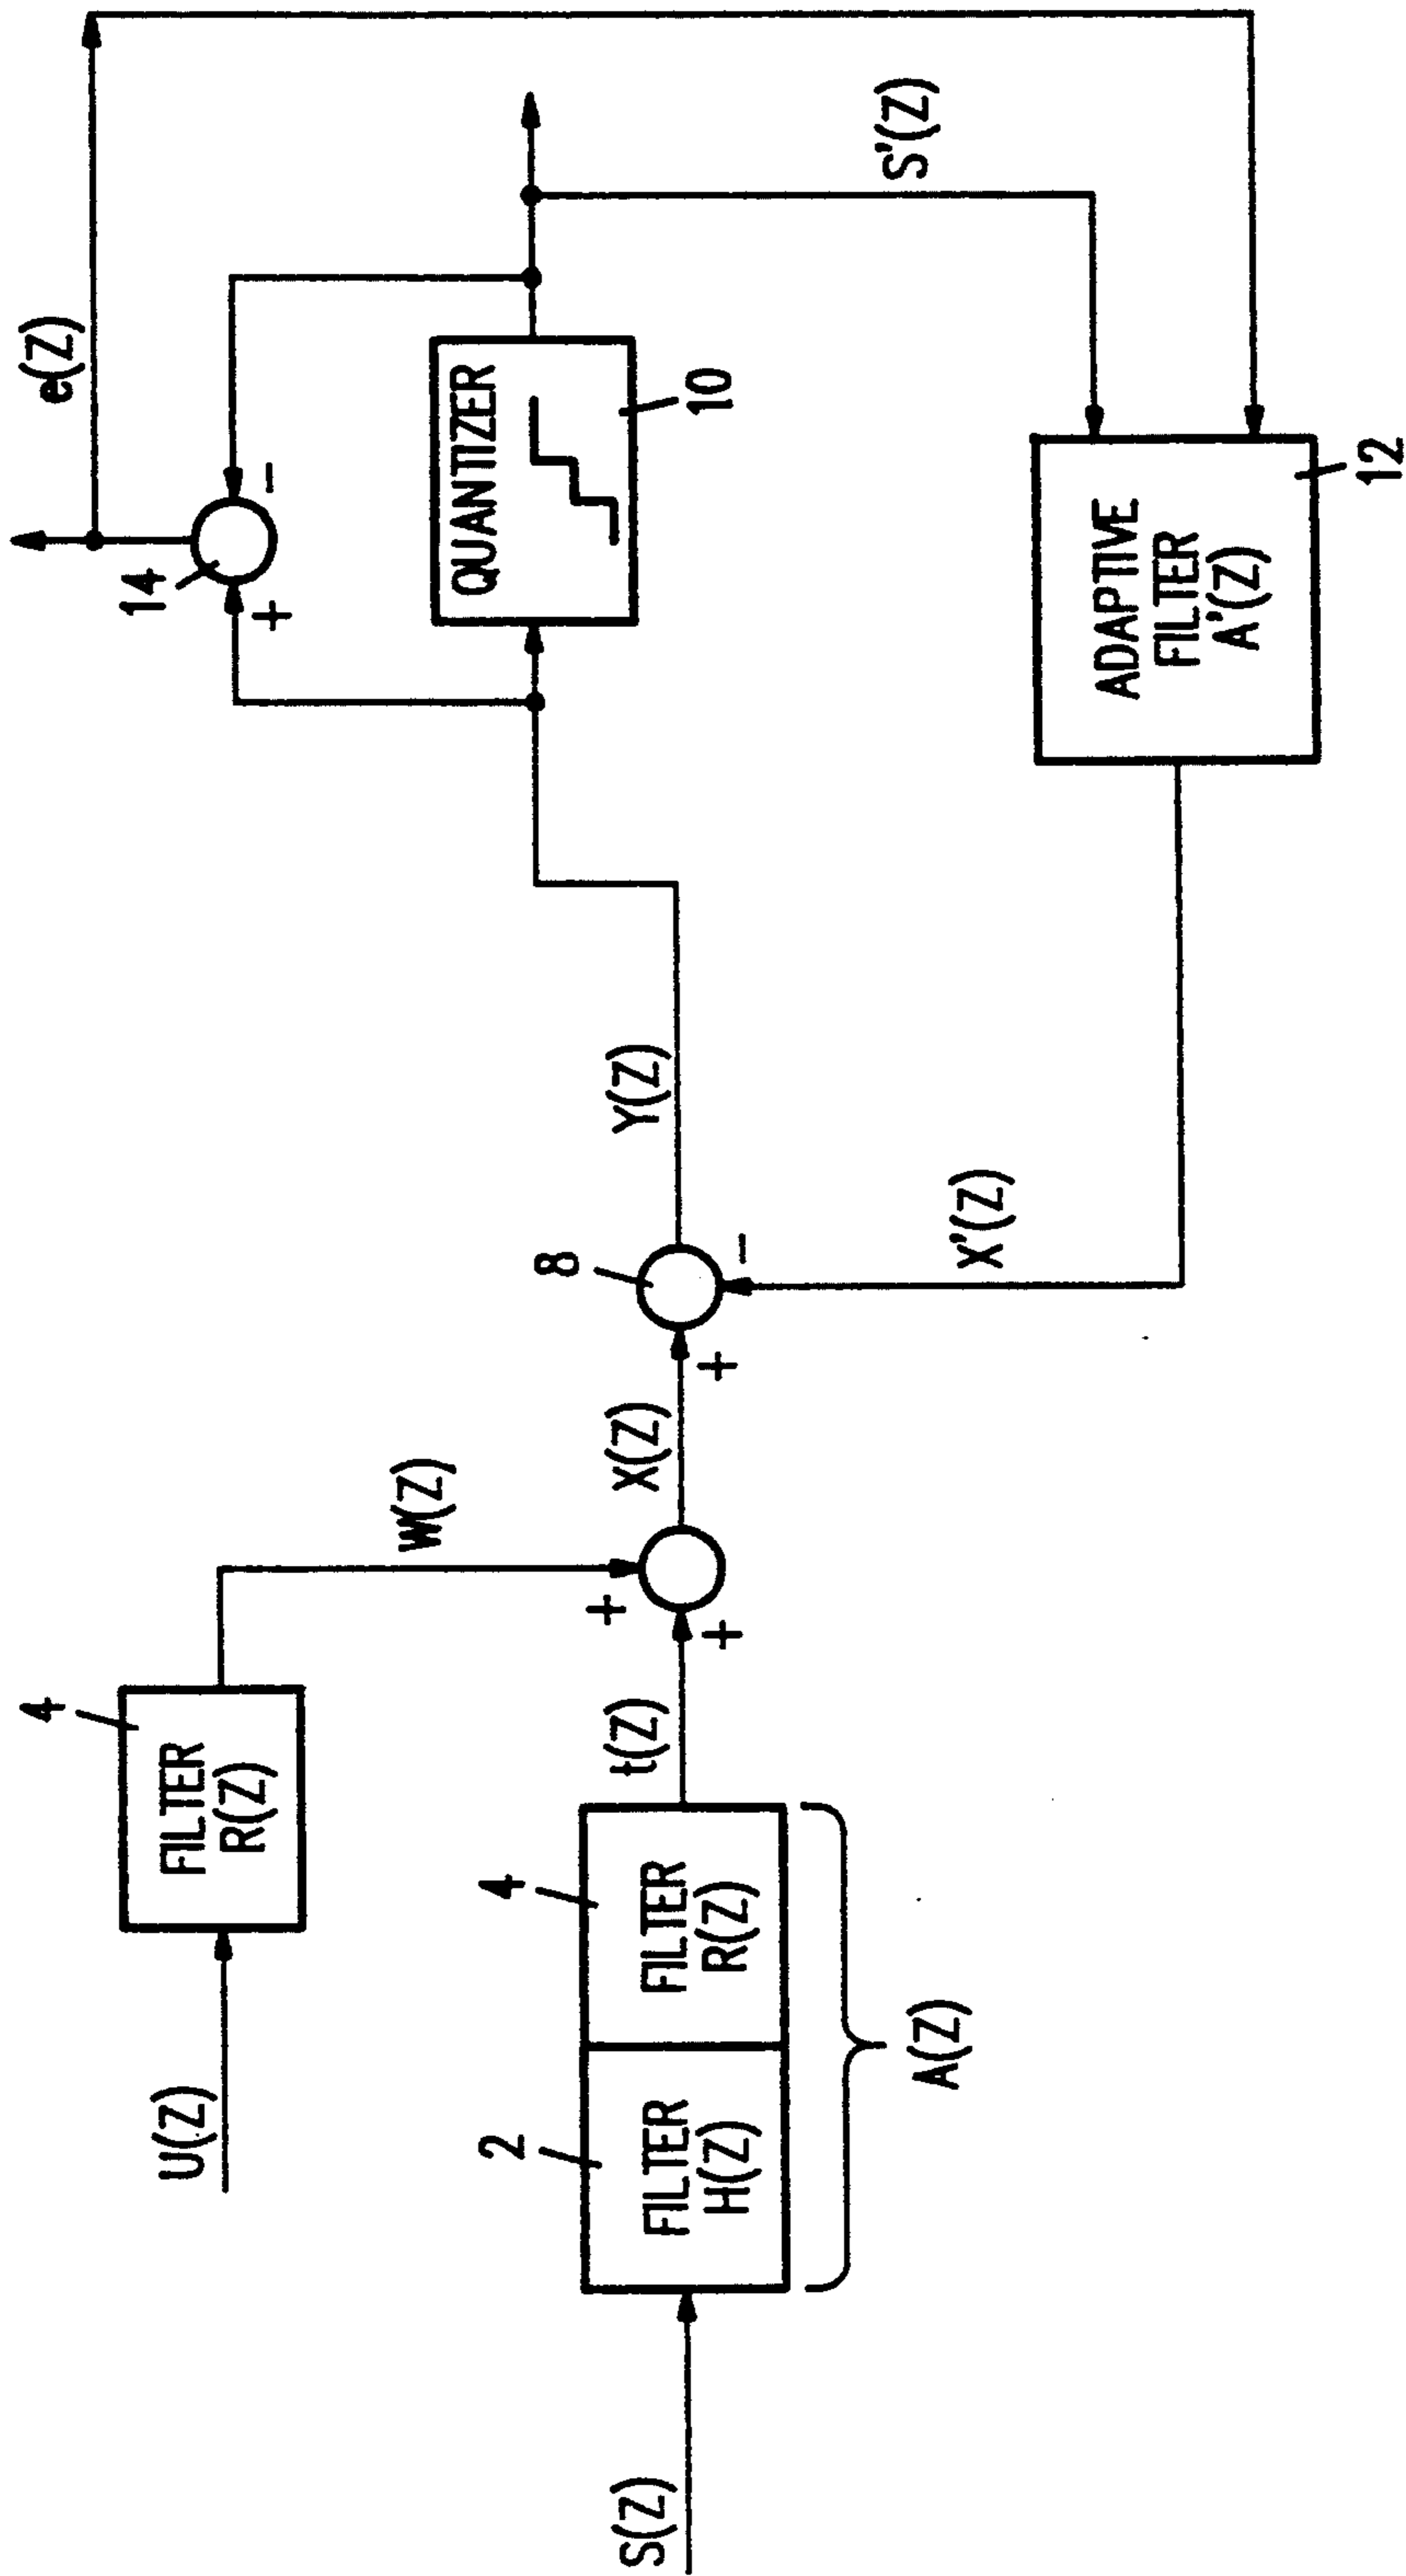 U(Z)
FILTER
R(Z)
4
W(Z)
S(Z)
2
FILTER
H(Z)
4
FILTER
R(Z)
A(Z)
t(Z)
+
+
X(Z)
+
8
-
X'(Z)
Y(Z)
14
+
-
e(Z)
QUANTIZER
10
S'(Z)
ADAPTIVE
FILTER
A'(Z)
12